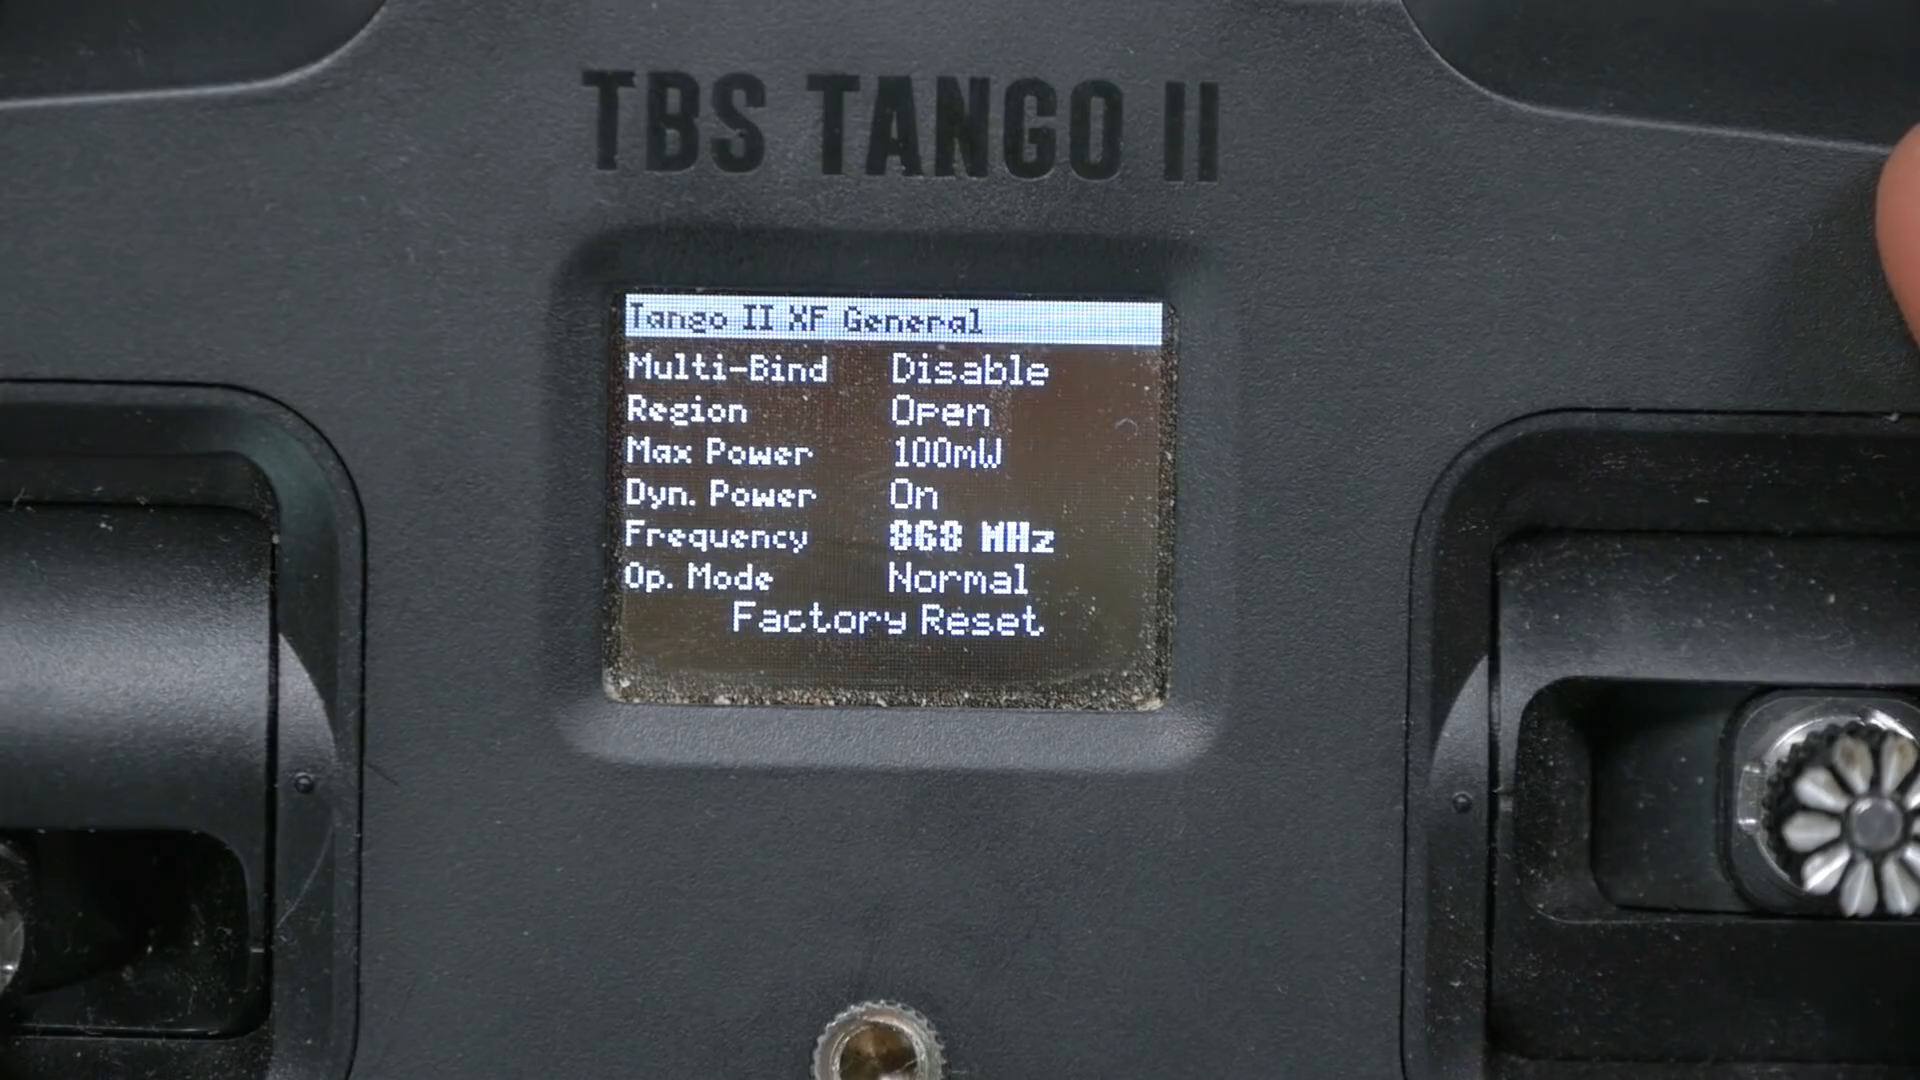 TBS TANGO II
Tango II XF General
Multi-Bind Disable
Region Open
Max Power 100mW
Dyn. Power On
Frequency 868 MHz
Op. Mode Normal
Factory Reset